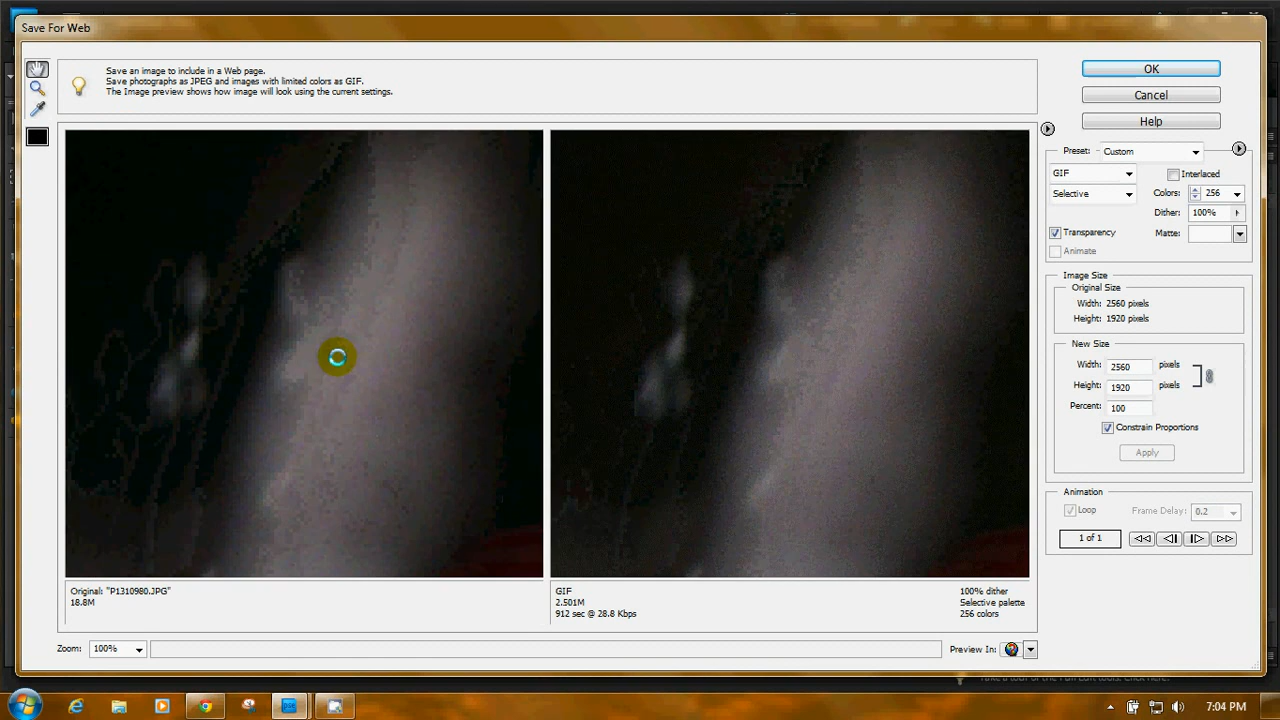 Save For Web
Save an image to include in a Web page.
Save photographs as JPEG and images with limited colors as GIF.
The Image preview shows how image will look using the current settings.
OK
Cancel
Help
Preset: Custom
GIF
Interlaced
Selective
Colors: 256
Dither: 100%
Transparency
Matte:
Animate
Image Size
Original Size
Width: 2560 pixels
Height: 1920 pixels
New Size
Width: 2560 pixels
Height: 1920 pixels
Percent: 100
Constrain Proportions
Apply
Animation
Loop
Frame Delay: 0.2
1 of 1
Original: "P1310980.JPG"
18.8M
GIF
2.501M
912 sec @ 28.8 Kbps
100% dither
Selective palette
256 colors
Zoom: 100%
Preview In:
7:04 PM